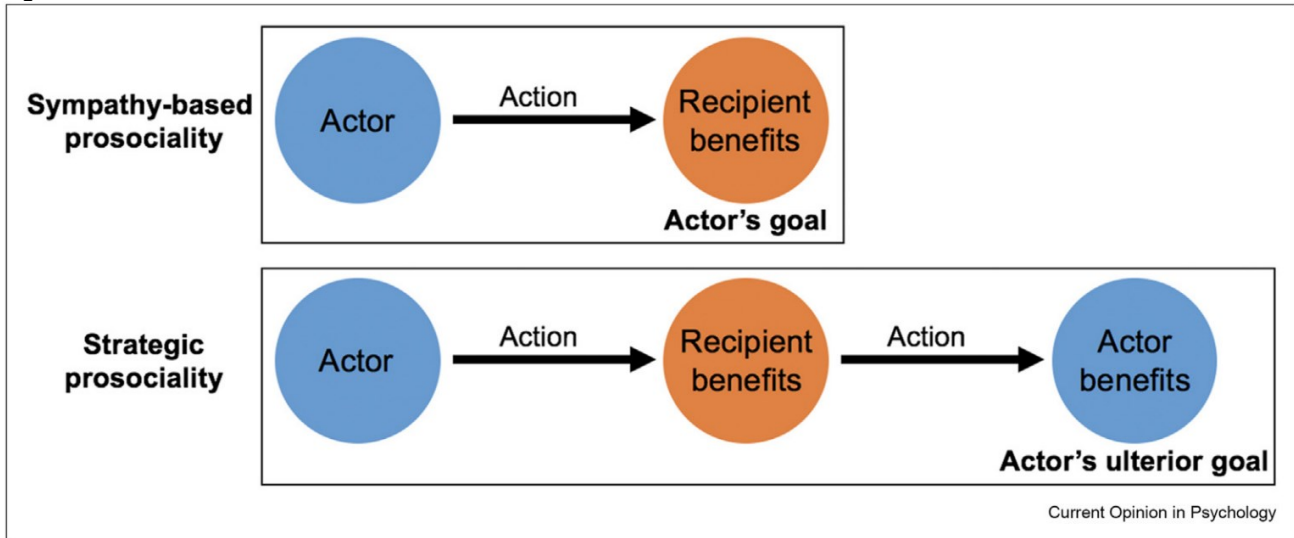 Sympathy-based
prosociality
Actor
Action
Recipient
benefits
Actor’s goal
Strategic
prosociality
Actor
Action
Recipient
benefits
Action
Actor
benefits
Actor’s ulterior goal
Current Opinion in Psychology